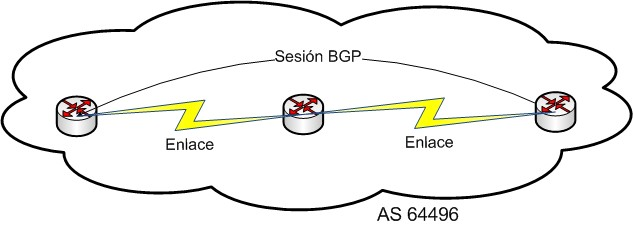 Sesión BGP
Enlace
Enlace
AS 64496